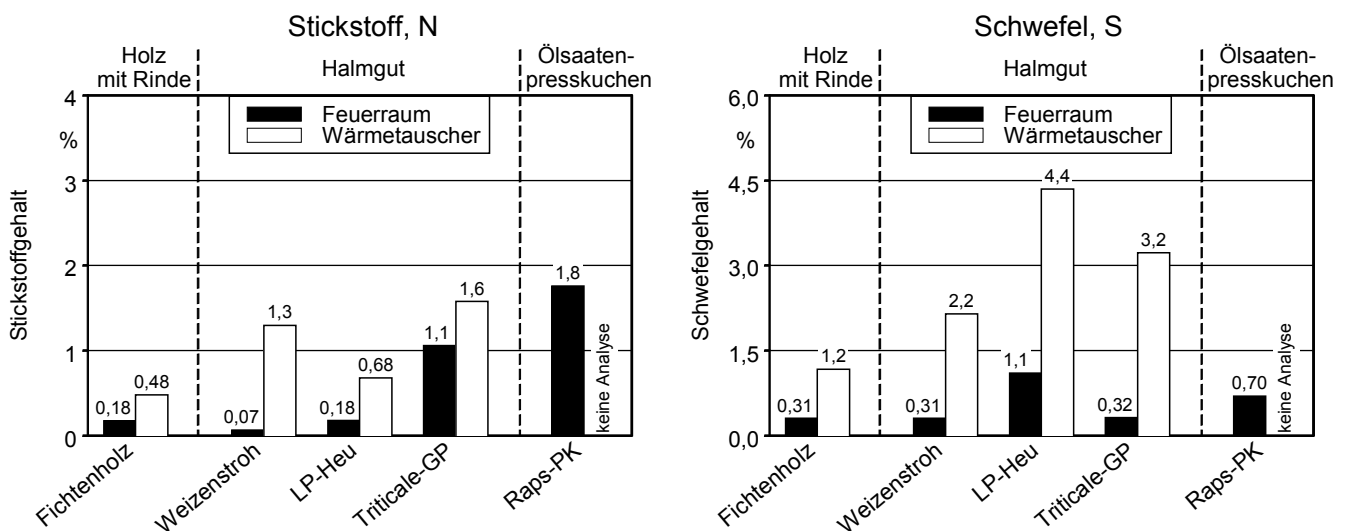 Stickstoff, N
Holz
mit Rinde
Halmgut
Ölsaaten-
presskuchen
4
%
3
2
1
0
Stickstoffgehalt
Feuerraum
Wärmetauscher
0,18
0,48
0,07
1,3
0,18
0,68
1,1
1,6
1,8
keine Analyse
Fichtenholz
Weizenstroh
LP-Heu
Triticale-GP
Raps-PK
Schwefel, S
Holz
mit Rinde
Halmgut
Ölsaaten-
presskuchen
6,0
%
4,5
3,0
1,5
0,0
Schwefelgehalt
Feuerraum
Wärmetauscher
0,31
1,2
0,31
2,2
1,1
4,4
0,32
3,2
0,70
keine Analyse
Fichtenholz
Weizenstroh
LP-Heu
Triticale-GP
Raps-PK